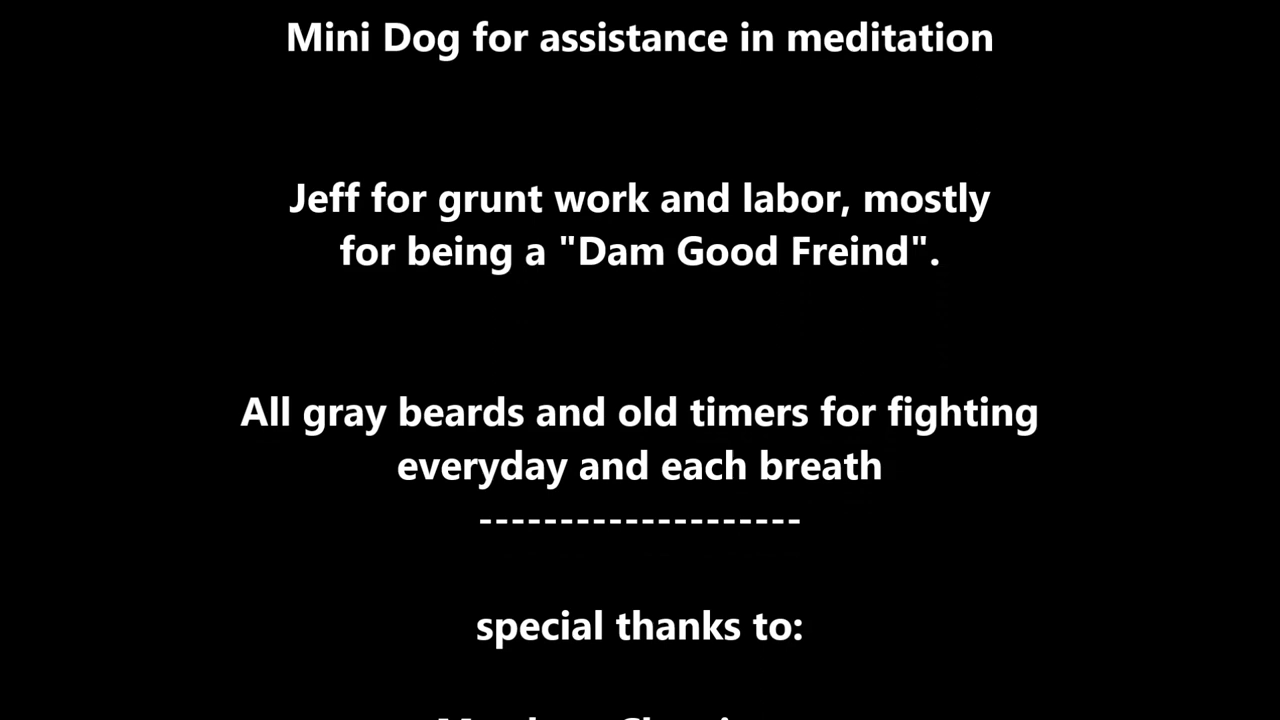 Mini Dog for assistance in meditation
Jeff for grunt work and labor, mostly
for being a "Dam Good Freind".
All gray beards and old timers for fighting
everyday and each breath
--------------------
special thanks to: